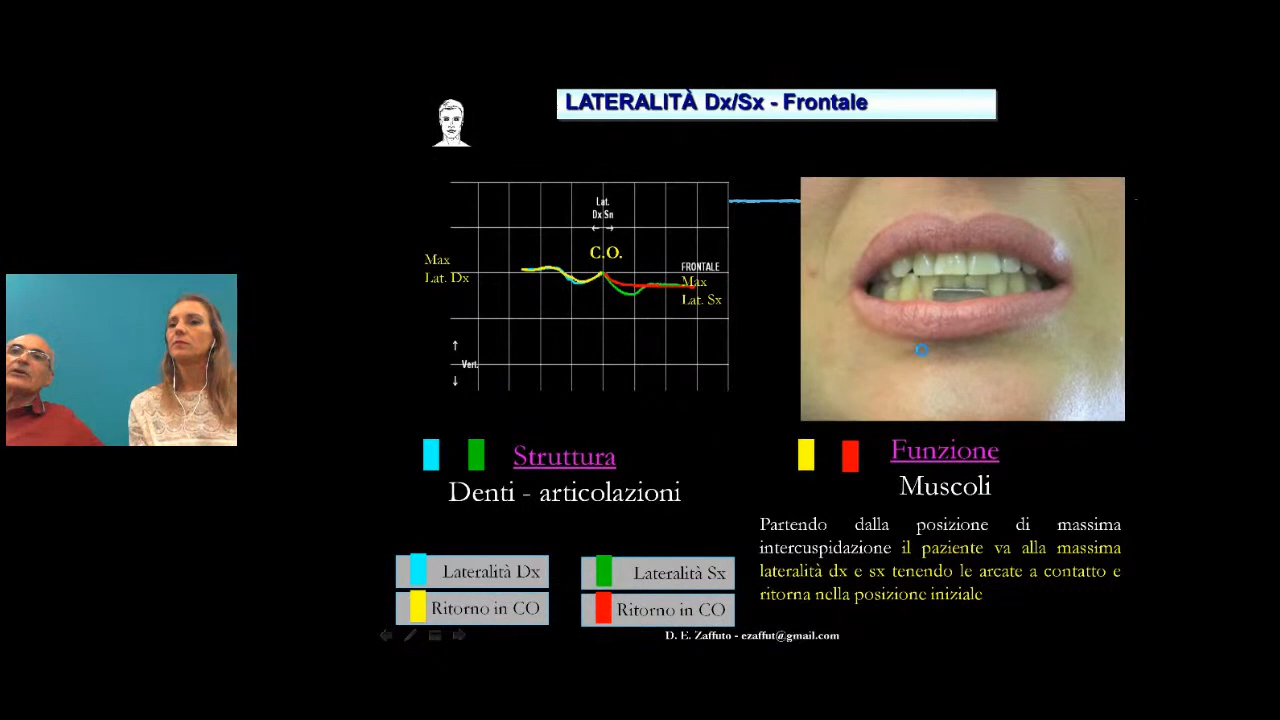 LATERALITÀ Dx/Sx - Frontale
Lat.
Dx Sn
← →
C.O.
Max
Lat. Dx
FRONTALE
Max
Lat. Sx
↑
Vert.
↓
Struttura
Denti - articolazioni
Funzione
Muscoli
Partendo dalla posizione di massima
intercuspidazione il paziente va alla massima
lateralità dx e sx tenendo le arcate a contatto e
ritorna nella posizione iniziale
Lateralità Dx
Lateralità Sx
Ritorno in CO
Ritorno in CO
D. E. Zaffuto - ezaffut@gmail.com